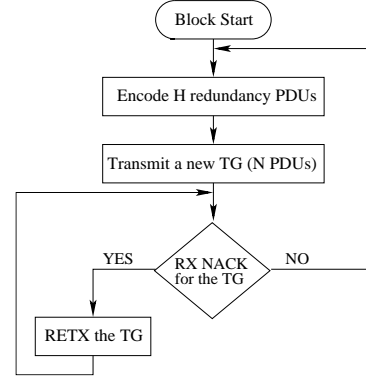 Block Start
Encode H redundancy PDUs
Transmit a new TG (N PDUs)
YES
RX NACK
for the TG
NO
RETX the TG